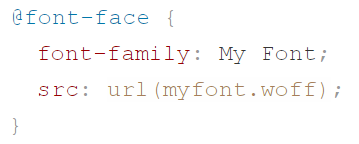 @font-face {
  font-family: My Font;
  src: url(myfont.woff);
}